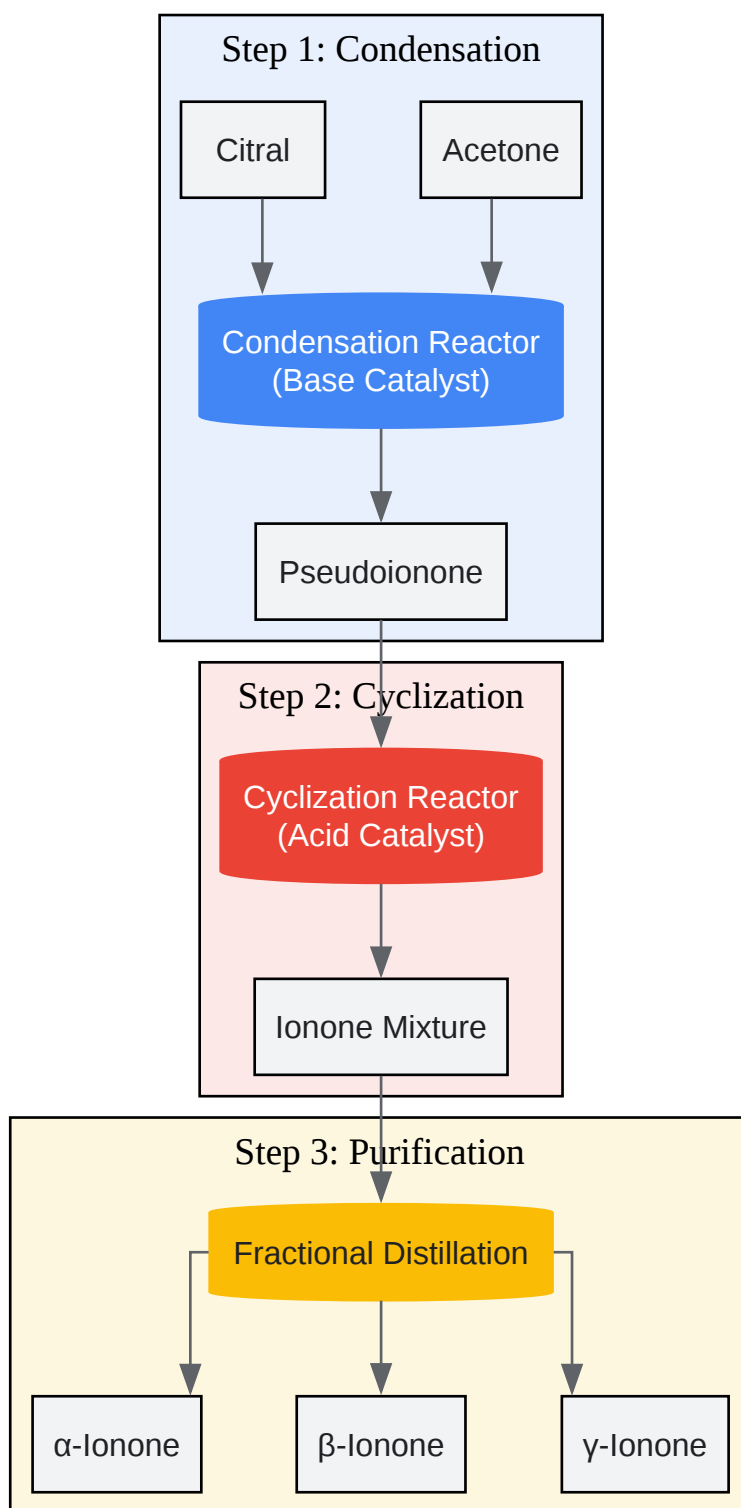 Step 1: Condensation
Citral
Acetone
Condensation Reactor
(Base Catalyst)
Pseudoionone
Step 2: Cyclization
Cyclization Reactor
(Acid Catalyst)
Ionone Mixture
Step 3: Purification
Fractional Distillation
α-Ionone
β-Ionone
γ-Ionone